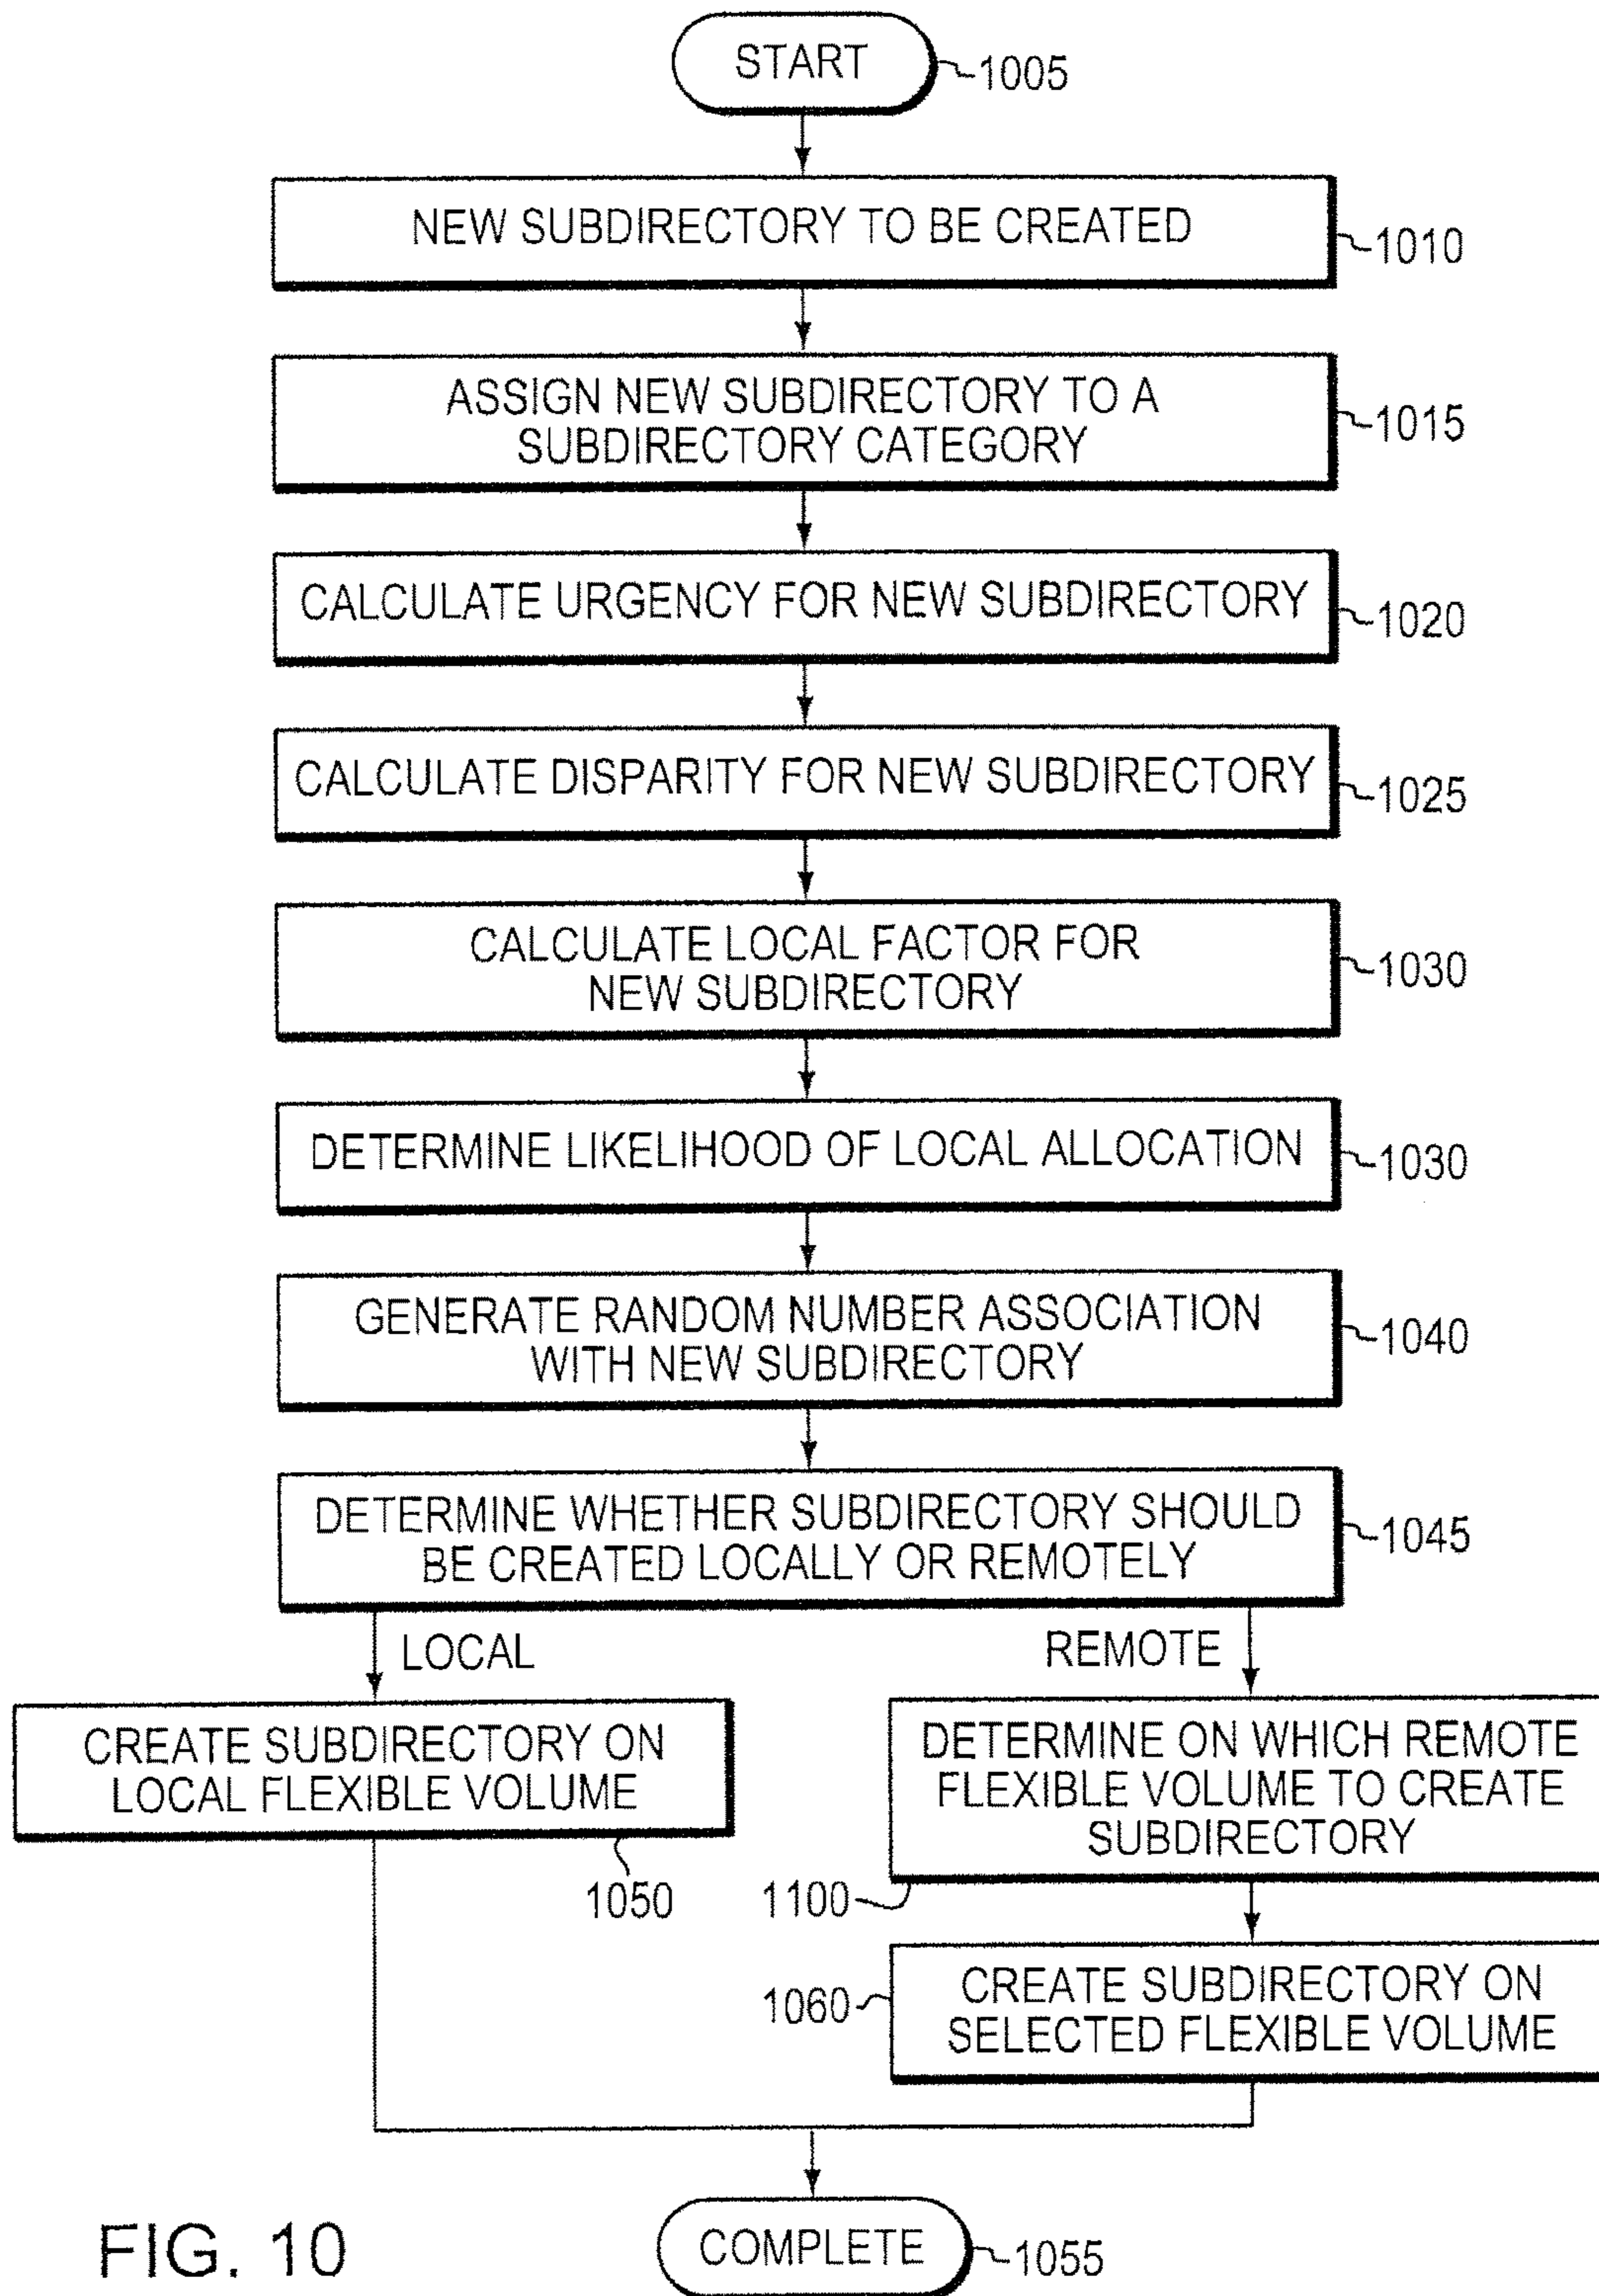 START
1005
NEW SUBDIRECTORY TO BE CREATED
1010
ASSIGN NEW SUBDIRECTORY TO A
SUBDIRECTORY CATEGORY
1015
CALCULATE URGENCY FOR NEW SUBDIRECTORY
1020
CALCULATE DISPARITY FOR NEW SUBDIRECTORY
1025
CALCULATE LOCAL FACTOR FOR
NEW SUBDIRECTORY
1030
DETERMINE LIKELIHOOD OF LOCAL ALLOCATION
1030
GENERATE RANDOM NUMBER ASSOCIATION
WITH NEW SUBDIRECTORY
1040
DETERMINE WHETHER SUBDIRECTORY SHOULD
BE CREATED LOCALLY OR REMOTELY
1045
LOCAL
REMOTE
CREATE SUBDIRECTORY ON
LOCAL FLEXIBLE VOLUME
1050
DETERMINE ON WHICH REMOTE
FLEXIBLE VOLUME TO CREATE
SUBDIRECTORY
1100
CREATE SUBDIRECTORY ON
SELECTED FLEXIBLE VOLUME
1060
COMPLETE
1055
FIG. 10